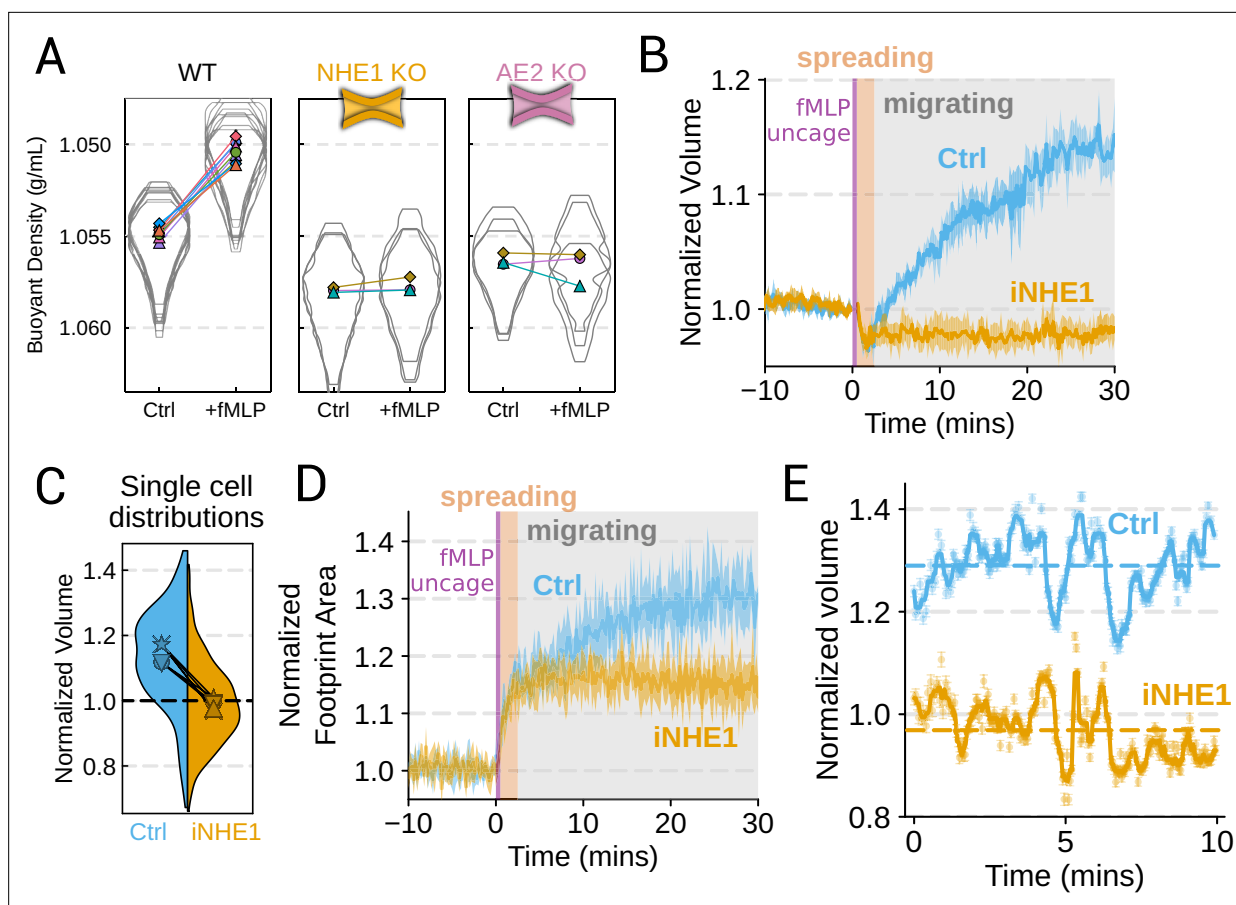 A
WT
NHE1 KO
AE2 KO
Buoyant Density (g/mL)
1.050
1.055
1.060
Ctrl
+fMLP
Ctrl
+fMLP
Ctrl
+fMLP
B
spreading
fMLP
uncage
migrating
Ctrl
iNHE1
Normalized Volume
1.2
1.1
1.0
−10
0
10
20
30
Time (mins)
C
Single cell
distributions
Normalized Volume
1.4
1.2
1.0
0.8
Ctrl
iNHE1
D
spreading
fMLP
uncage
migrating
Ctrl
iNHE1
Normalized
Footprint Area
1.4
1.3
1.2
1.1
1.0
−10
0
10
20
30
Time (mins)
E
Ctrl
iNHE1
Normalized volume
1.4
1.2
1.0
0.8
0
5
10
Time (mins)